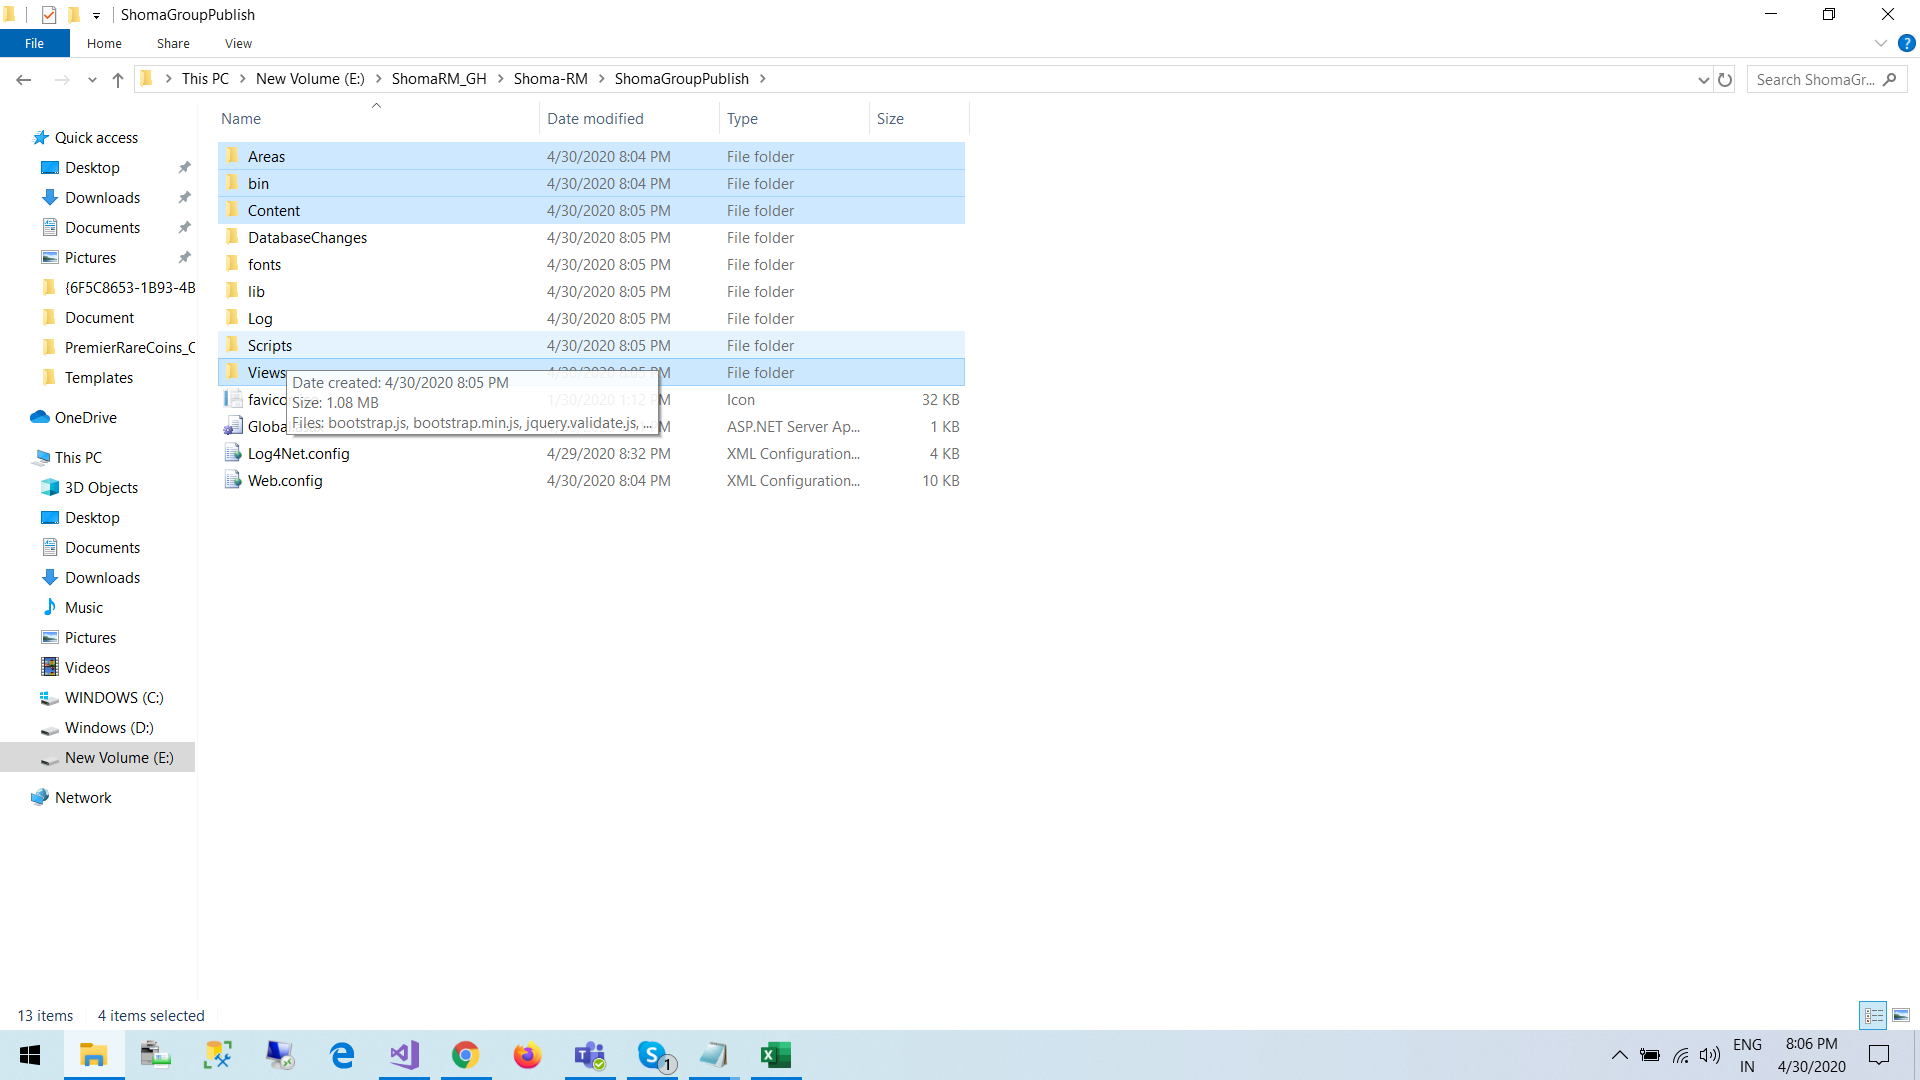 ShomaGroupPublish
File Home Share View
This PC New Volume (E:) ShomaRM_GH Shoma-RM ShomaGroupPublish
Search ShomaGr...
Name Date modified Type Size
Quick access
Desktop
Downloads
Documents
Pictures
{6F5C8653-1B93-4B
Document
PremierRareCoins_C
Templates
OneDrive
This PC
3D Objects
Desktop
Documents
Downloads
Music
Pictures
Videos
WINDOWS (C:)
Windows (D:)
New Volume (E:)
Network
Areas 4/30/2020 8:04 PM File folder
bin 4/30/2020 8:04 PM File folder
Content 4/30/2020 8:05 PM File folder
DatabaseChanges 4/30/2020 8:05 PM File folder
fonts 4/30/2020 8:05 PM File folder
lib 4/30/2020 8:05 PM File folder
Log 4/30/2020 8:05 PM File folder
Scripts 4/30/2020 8:05 PM File folder
Views 4/30/2020 8:05 PM File folder
Date created: 4/30/2020 8:05 PM
Size: 1.08 MB
Files: bootstrap.js, bootstrap.min.js, jquery.validate.js, ...
favico 1/30/2020 1:12 PM Icon 32 KB
Globa M ASP.NET Server Ap... 1 KB
Log4Net.config 4/29/2020 8:32 PM XML Configuration... 4 KB
Web.config 4/30/2020 8:04 PM XML Configuration... 10 KB
13 items 4 items selected
1
ENG
IN
8:06 PM
4/30/2020